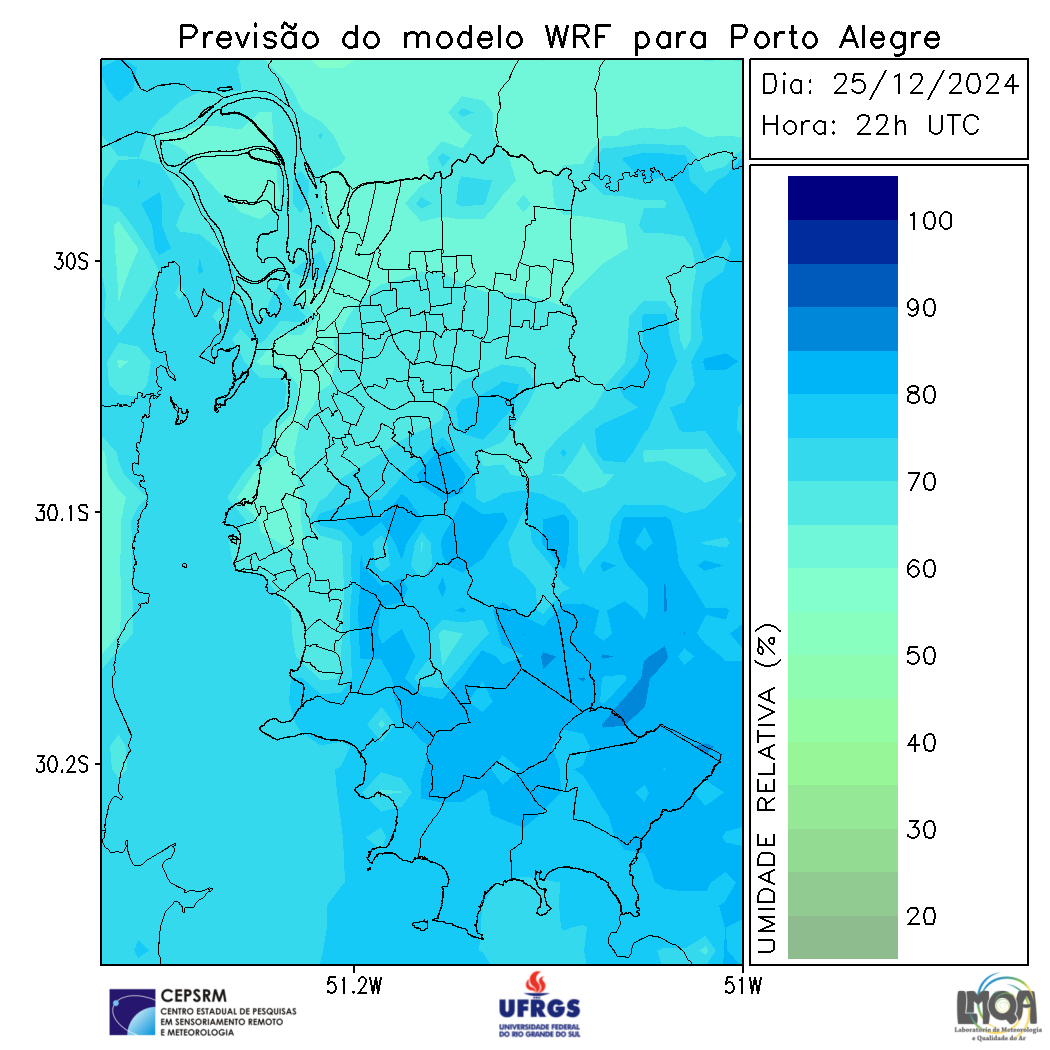 Previsão do modelo WRF para Porto Alegre
Dia: 25/12/2024
Hora: 22h UTC
100
90
80
70
60
50
40
30
20
UMIDADE RELATIVA (%)
30S
30.1S
30.2S
51.2W
51W
CEPSRM
CENTRO ESTADUAL DE PESQUISAS
EM SENSORIAMENTO REMOTO
E METEOROLOGIA
UFRGS
UNIVERSIDADE FEDERAL
DO RIO GRANDE DO SUL
LMQA
Laboratório de Meteorologia
e Qualidade do Ar